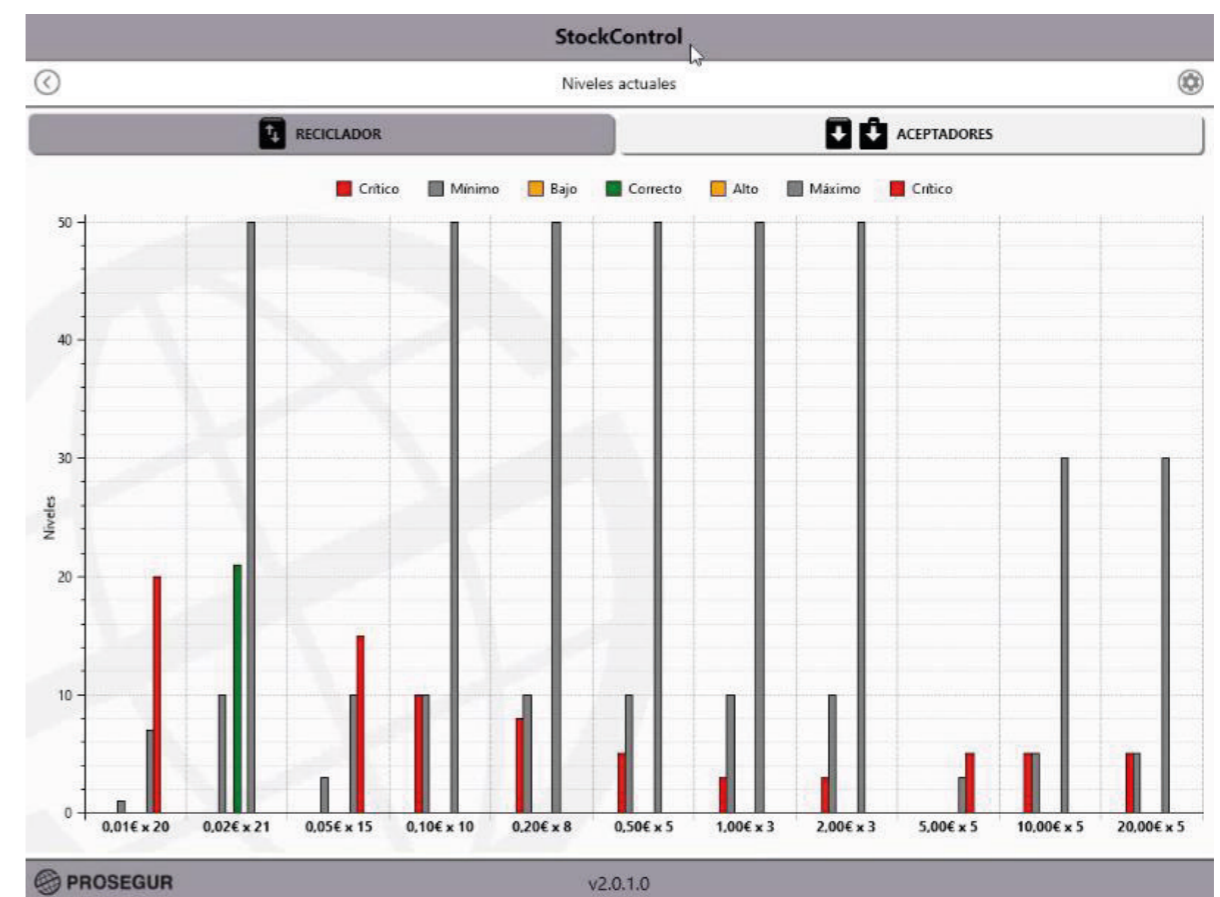 StockControl
Niveles actuales
RECICLADOR
ACEPTADORES
Crítico Mínimo Bajo Correcto Alto Máximo Crítico
50
40
30
20
10
0
Niveles
0,01€ x 20 0,02€ x 21 0,05€ x 15 0,10€ x 10 0,20€ x 8 0,50€ x 5 1,00€ x 3 2,00€ x 3 5,00€ x 5 10,00€ x 5 20,00€ x 5
PROSEGUR
v2.0.1.0